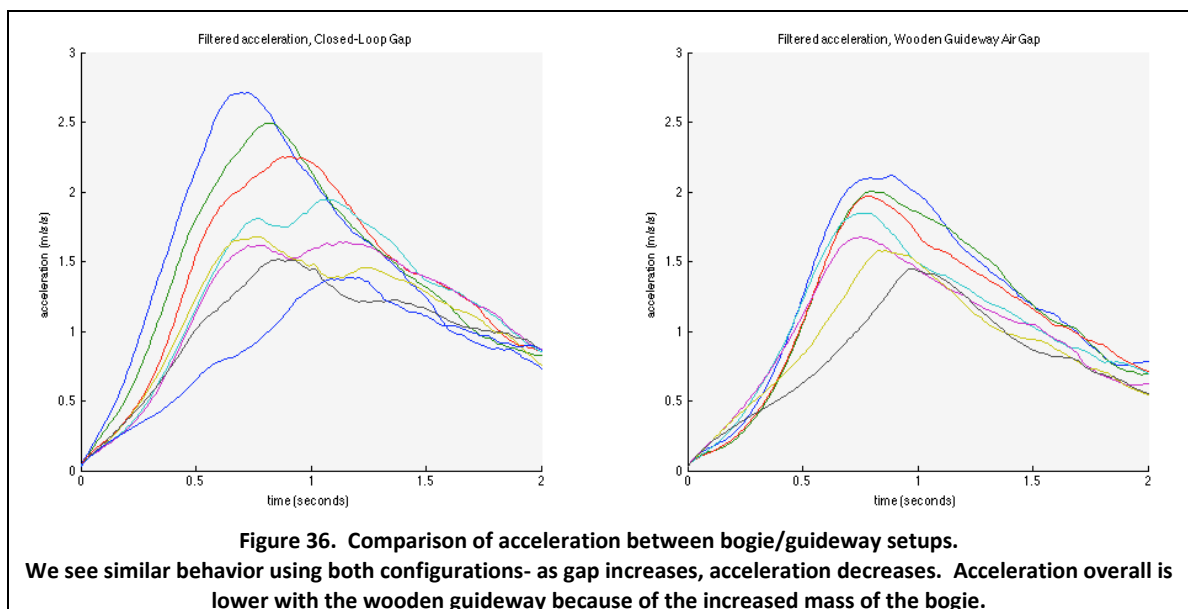 Filtered acceleration, Closed-Loop Gap
3
2.5
2
1.5
1
0.5
0
acceleration (m/s/s)
0
0.5
1
1.5
2
time (seconds)
Filtered acceleration, Wooden Guideway Air Gap
3
2.5
2
1.5
1
0.5
0
acceleration (m/s/s)
0
0.5
1
1.5
2
time (seconds)
Figure 36. Comparison of acceleration between bogie/guideway setups.
We see similar behavior using both configurations- as gap increases, acceleration decreases. Acceleration overall is
lower with the wooden guideway because of the increased mass of the bogie.